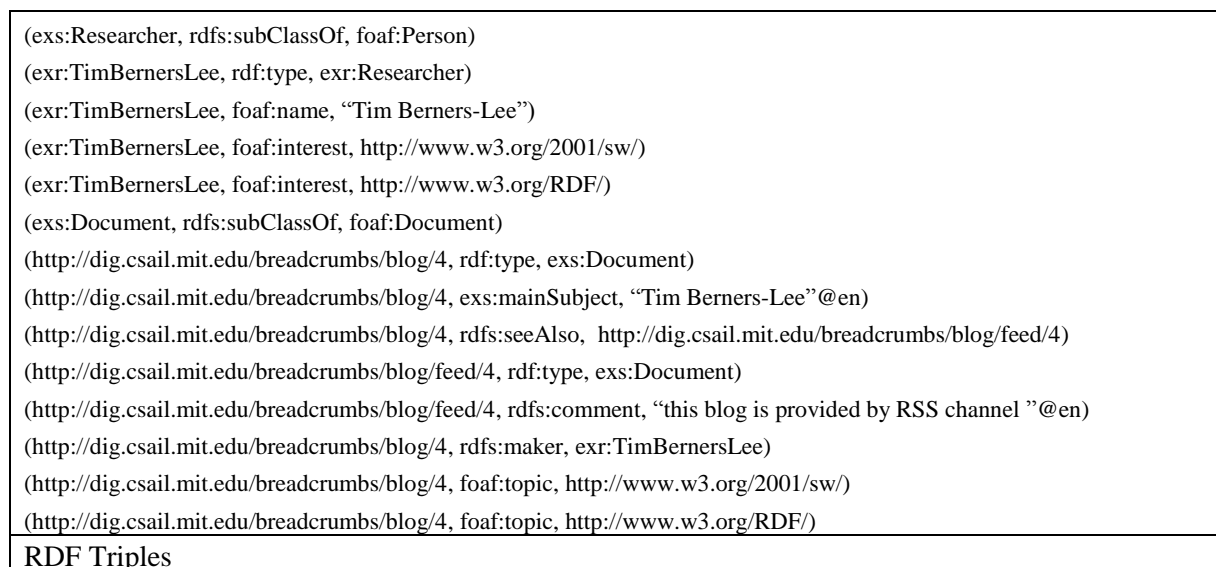 (exs:Researcher, rdfs:subClassOf, foaf:Person)
(exr:TimBernersLee, rdf:type, exr:Researcher)
(exr:TimBernersLee, foaf:name, “Tim Berners-Lee”)
(exr:TimBernersLee, foaf:interest, http://www.w3.org/2001/sw/)
(exr:TimBernersLee, foaf:interest, http://www.w3.org/RDF/)
(exs:Document, rdfs:subClassOf, foaf:Document)
(http://dig.csail.mit.edu/breadcrumbs/blog/4, rdf:type, exs:Document)
(http://dig.csail.mit.edu/breadcrumbs/blog/4, exs:mainSubject, “Tim Berners-Lee”@en)
(http://dig.csail.mit.edu/breadcrumbs/blog/4, rdfs:seeAlso,  http://dig.csail.mit.edu/breadcrumbs/blog/feed/4)
(http://dig.csail.mit.edu/breadcrumbs/blog/feed/4, rdf:type, exs:Document)
(http://dig.csail.mit.edu/breadcrumbs/blog/feed/4, rdfs:comment, “this blog is provided by RSS channel ”@en)
(http://dig.csail.mit.edu/breadcrumbs/blog/4, rdfs:maker, exr:TimBernersLee)
(http://dig.csail.mit.edu/breadcrumbs/blog/4, foaf:topic, http://www.w3.org/2001/sw/)
(http://dig.csail.mit.edu/breadcrumbs/blog/4, foaf:topic, http://www.w3.org/RDF/)
RDF Triples